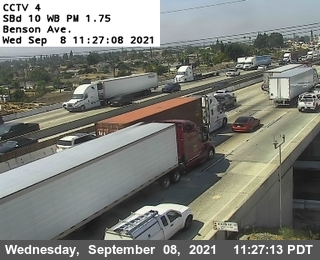 CCTV 4
SBd 10 WB PM 1.75
Benson Ave.
Wed Sep 8 11:27:08 2021
Wednesday, September 08, 2021 11:27:13 PDT